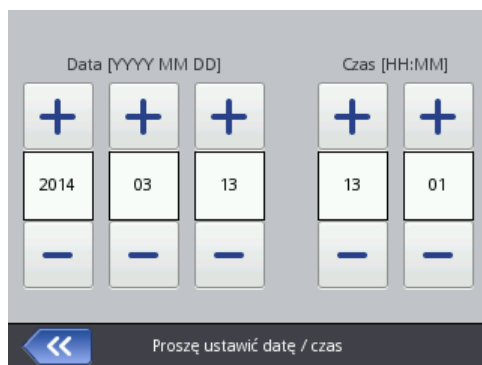 Data [YYYY MM DD] Czas [HH:MM]
2014 03 13 13 01
Proszę ustawić datę / czas